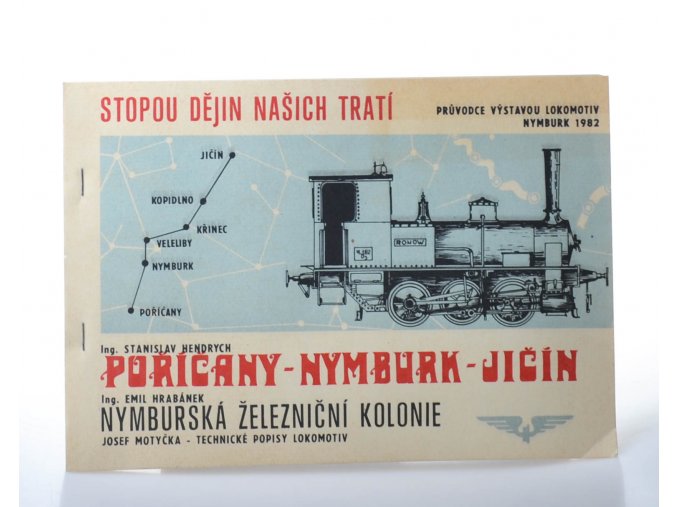 STOPOU DĚJIN NAŠICH TRATÍ
PRŮVODCE VÝSTAVOU LOKOMOTIV
NYMBURK 1982
JIČÍN
KOPIDLNO
KŘINEC
VELELIBY
NYMBURK
POŘÍČANY
RONOW
Ing. STANISLAV HENDRYCH
POŘÍČANY-NYMBURK-JIČÍN
Ing. EMIL HRABÁNEK
NYMBURSKÁ ŽELEZNIČNÍ KOLONIE
JOSEF MOTYČKA - TECHNICKÉ POPISY LOKOMOTIV